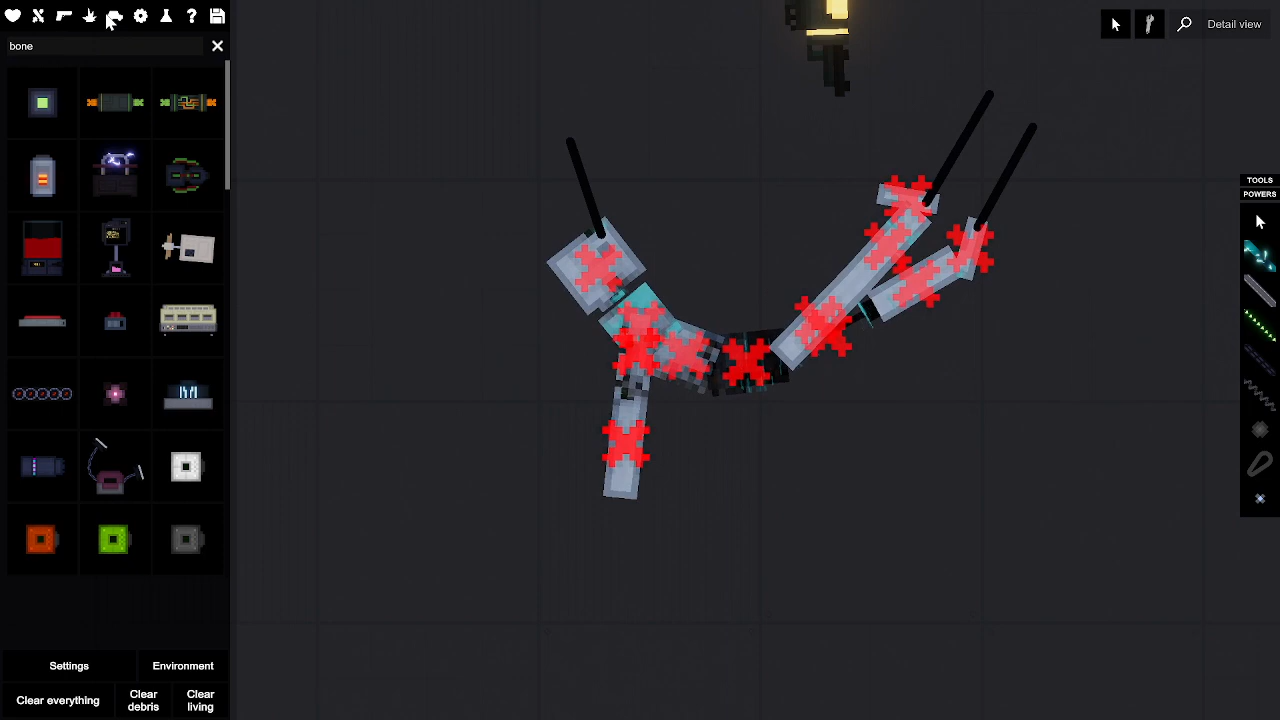 bone
Detail view
TOOLS
POWERS
Settings
Environment
Clear everything
Clear
debris
Clear
living